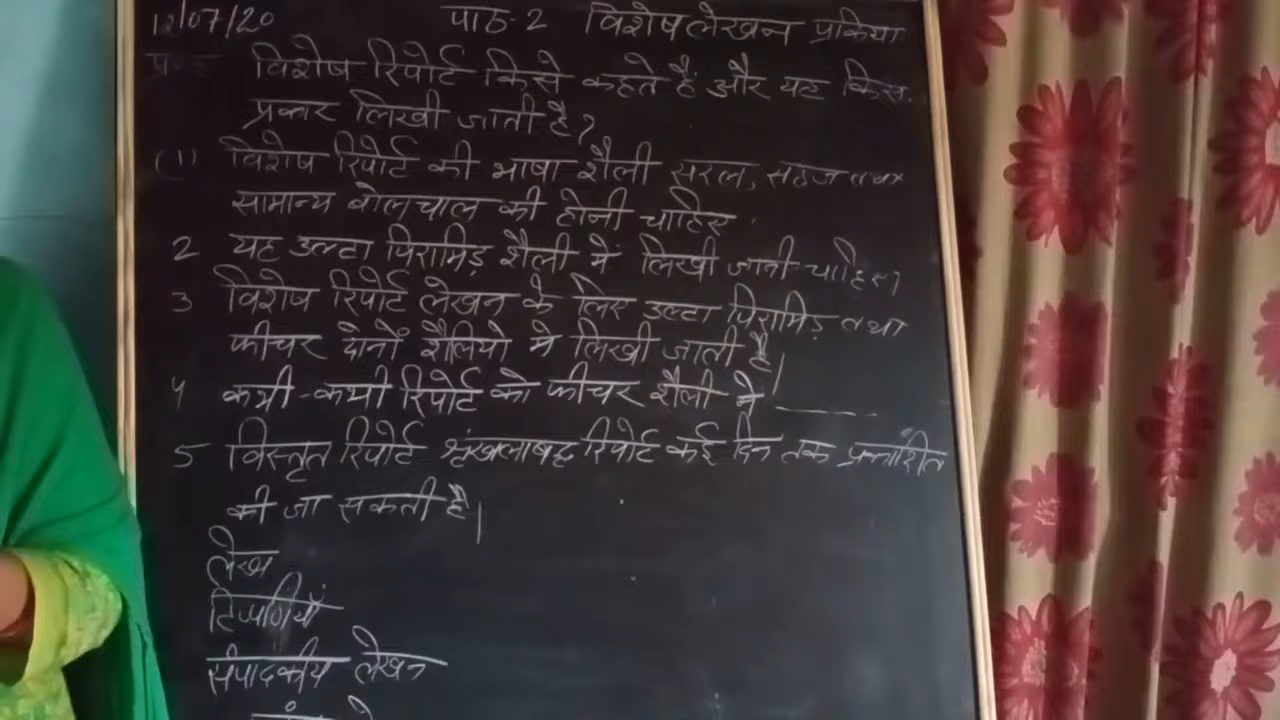 12/07/20 पाठ-2 विशेष लेखन प्रक्रिया
विशेष रिपोर्ट किसे कहते हैं और यह किस
प्रकार लिखी जाती है?
(1) विशेष रिपोर्ट की भाषा शैली सरल, सहज तथा
सामान्य बोलचाल की होनी चाहिए
2 यह उल्टा पिरामिड़ शैली में लिखी जानी चाहिए।
3 विशेष रिपोर्ट लेखन के लिए उल्टा पिरामिड़ तथा
फीचर दोनों शैलियो मे लिखी जाती है।
4 कभी-कभी रिपोर्ट को फीचर शैली मे ____
5 विस्तृत रिपोर्ट श्रृंखलाबद्ध रिपोर्ट कई दिन तक प्रकाशित
की जा सकती है।
लेख
टिप्पणियाँ
संपादकीय लेखन